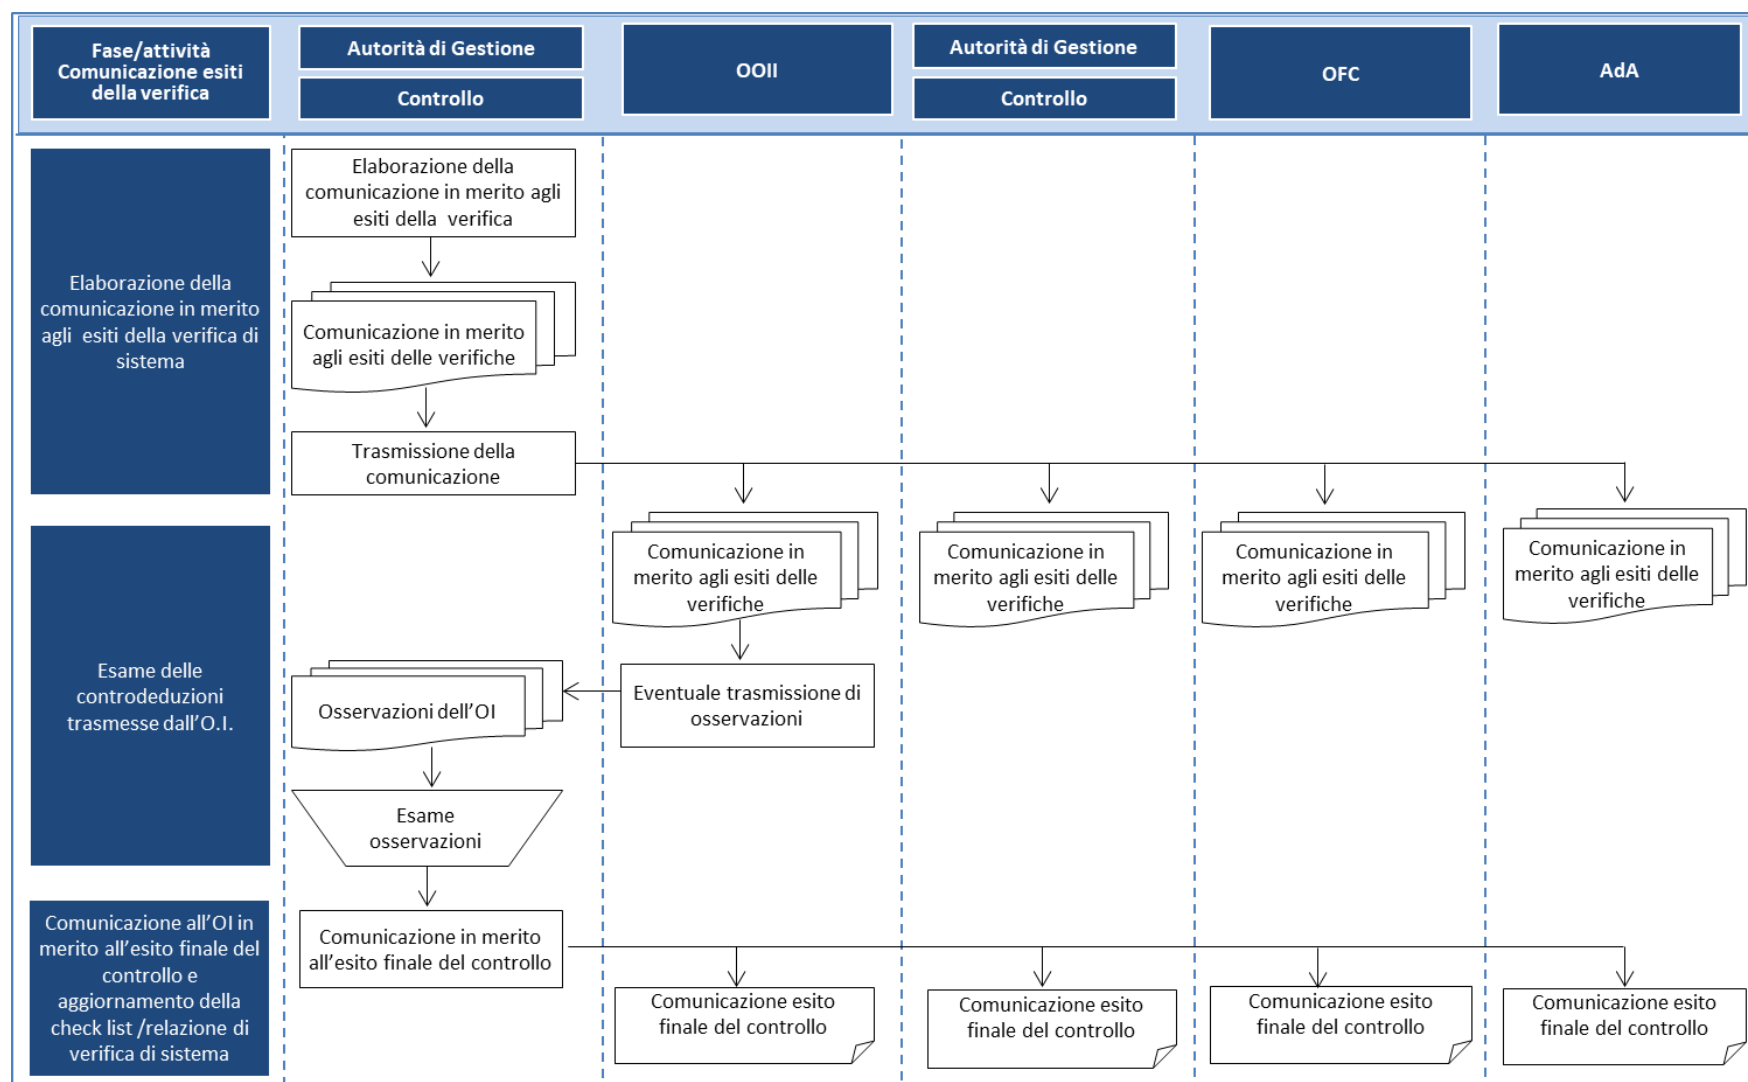 Fase/attività
Comunicazione esiti
della verifica
Autorità di Gestione
Controllo
OOII
Autorità di Gestione
Controllo
OFC
AdA
Elaborazione della
comunicazione in merito
agli esiti della verifica di
sistema
Elaborazione della
comunicazione in merito agli
esiti della verifica
Comunicazione in merito
agli esiti delle verifiche
Trasmissione della
comunicazione
Esame delle
controdeduzioni
trasmesse dall'O.I.
Comunicazione in
merito agli esiti delle
verifiche
Comunicazione in
merito agli esiti delle
verifiche
Comunicazione in
merito agli esiti delle
verifiche
Comunicazione in
merito agli esiti delle
verifiche
Osservazioni dell'OI
Eventuale trasmissione di
osservazioni
Esame
osservazioni
Comunicazione all'OI in
merito all'esito finale del
controllo e
aggiornamento della
check list /relazione di
verifica di sistema
Comunicazione in merito
all'esito finale del controllo
Comunicazione esito
finale del controllo
Comunicazione esito
finale del controllo
Comunicazione esito
finale del controllo
Comunicazione esito
finale del controllo